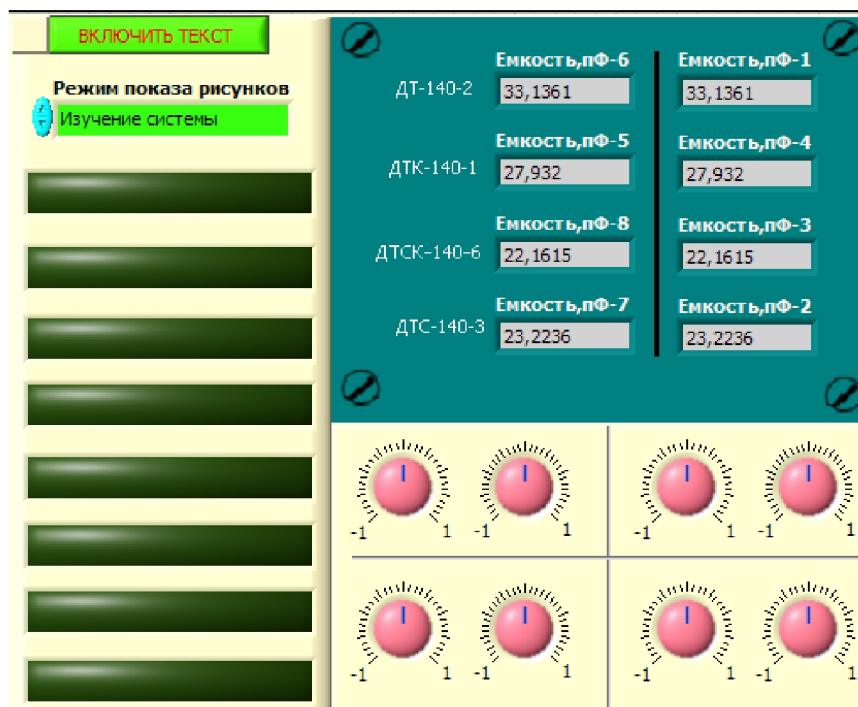 ВКЛЮЧИТЬ ТЕКСТ
Режим показа рисунков
Изучение системы
Емкость,пФ-6 Емкость,пФ-1
ДТ-140-2 33,1361 33,1361
Емкость,пФ-5 Емкость,пФ-4
ДТК-140-1 27,932 27,932
Емкость,пФ-8 Емкость,пФ-3
ДТСК-140-6 22,1615 22,1615
Емкость,пФ-7 Емкость,пФ-2
ДТС-140-3 23,2236 23,2236
-1 1 -1 1 -1 1 -1 1
-1 1 -1 1 -1 1 -1 1